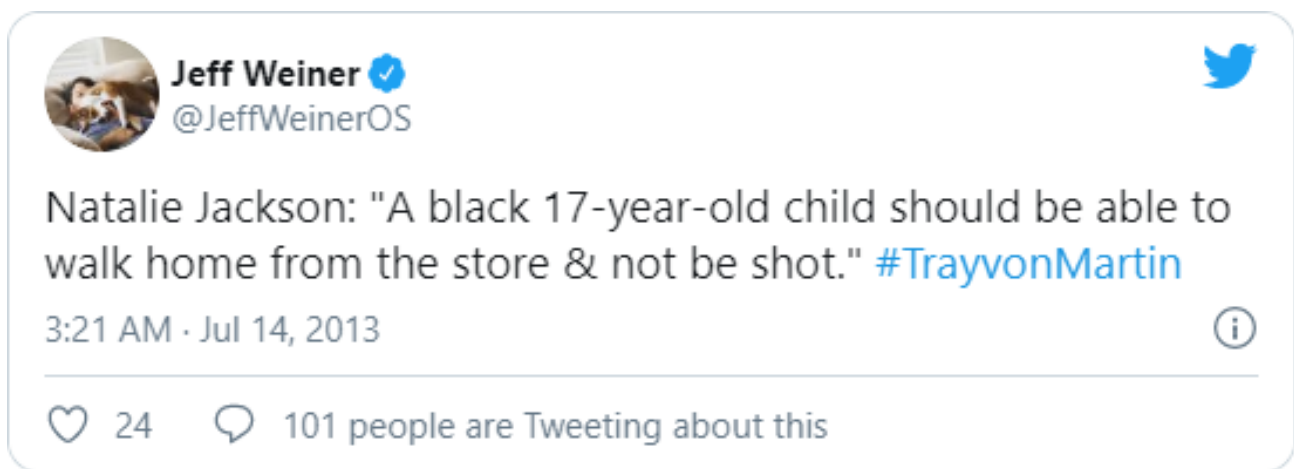 Jeff Weiner
@JeffWeinerOS
Natalie Jackson: "A black 17-year-old child should be able to
walk home from the store & not be shot." #TrayvonMartin
3:21 AM · Jul 14, 2013
24 101 people are Tweeting about this